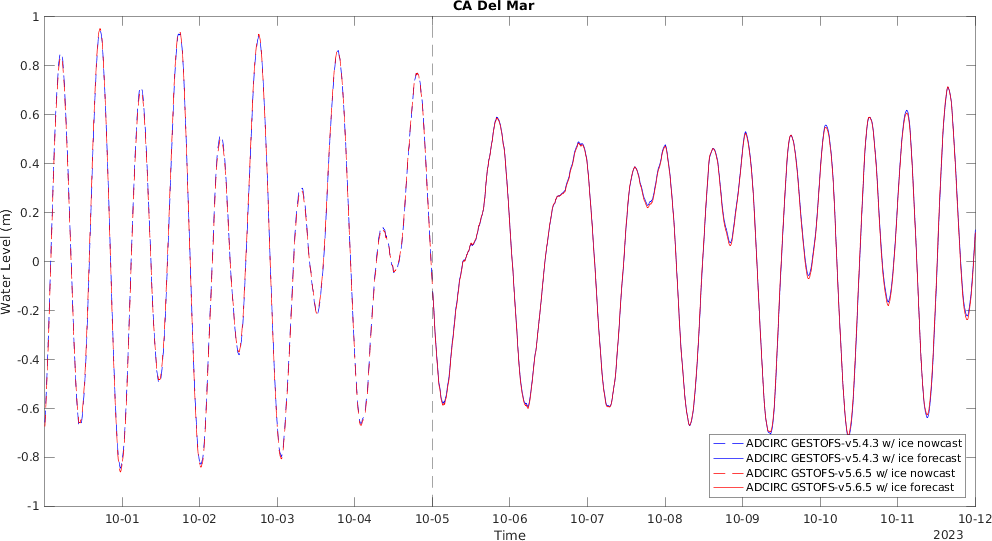 CA Del Mar
1
0.8
0.6
0.4
0.2
0
-0.2
-0.4
-0.6
-0.8
-1
Water Level (m)
10-01 10-02 10-03 10-04 10-05 10-06 10-07 10-08 10-09 10-10 10-11 10-12
Time
2023
ADCIRC GESTOFS-v5.4.3 w/ ice nowcast
ADCIRC GESTOFS-v5.4.3 w/ ice forecast
ADCIRC GSTOFS-v5.6.5 w/ ice nowcast
ADCIRC GSTOFS-v5.6.5 w/ ice forecast